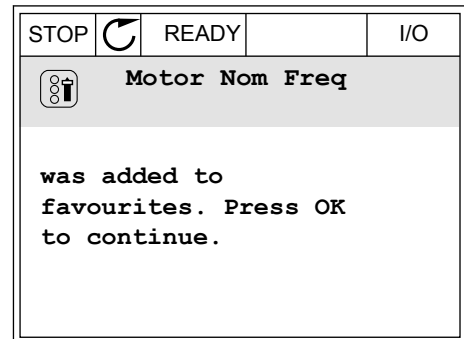 STOP READY I/O
Motor Nom Freq
was added to
favourites. Press OK
to continue.